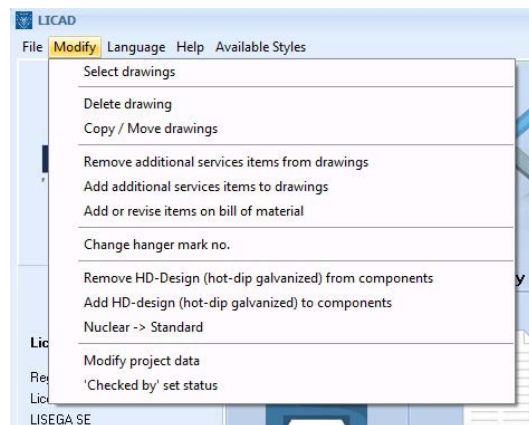 LICAD
File Modify Language Help Available Styles
Select drawings
Delete drawing
Copy / Move drawings
Remove additional services items from drawings
Add additional services items to drawings
Add or revise items on bill of material
Change hanger mark no.
Remove HD-Design (hot-dip galvanized) from components
Add HD-design (hot-dip galvanized) to components
Nuclear -> Standard
Modify project data
'Checked by' set status
LISEGA SE